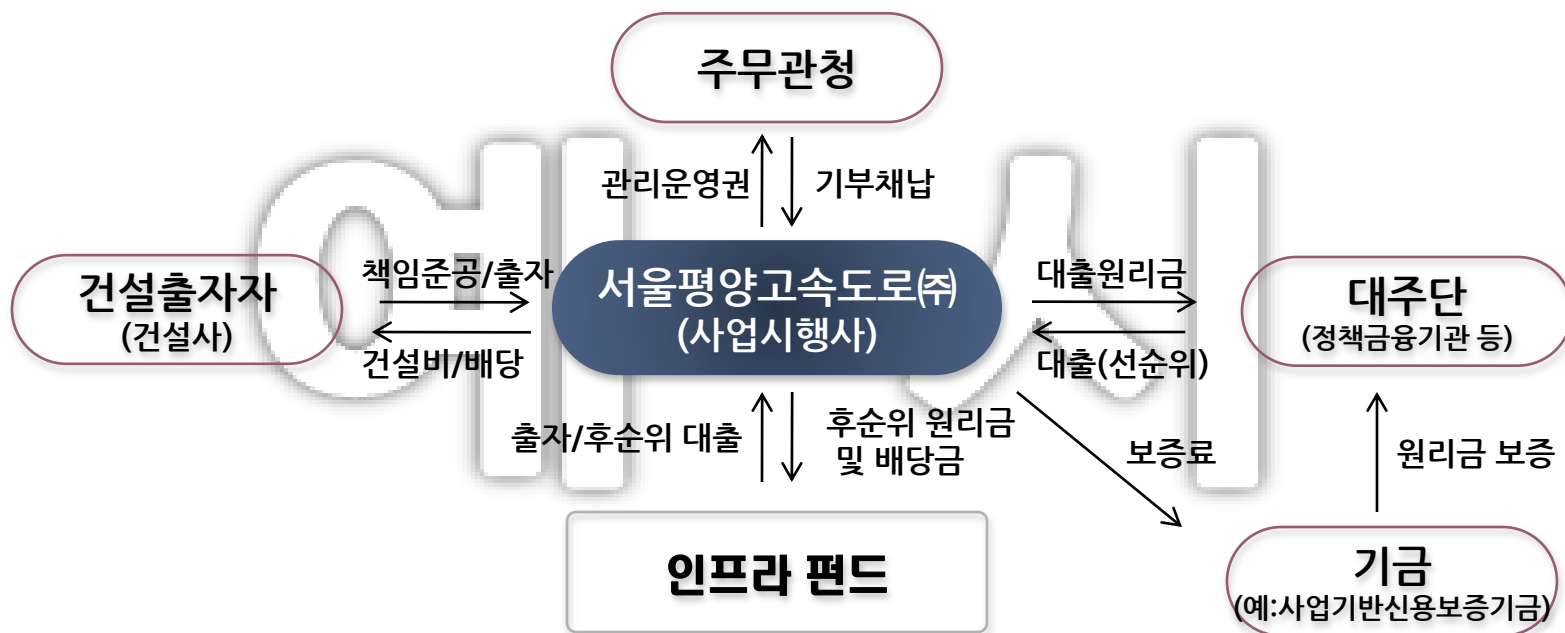 예시
주무관청
관리운영권
기부채납
건설출자자
(건설사)
책임준공/출자
건설비/배당
서울평양고속도로㈜
(사업시행사)
대출원리금
대출(선순위)
대주단
(정책금융기관 등)
출자/후순위 대출
후순위 원리금
및 배당금
보증료
원리금 보증
인프라 펀드
기금
(예:사업기반신용보증기금)